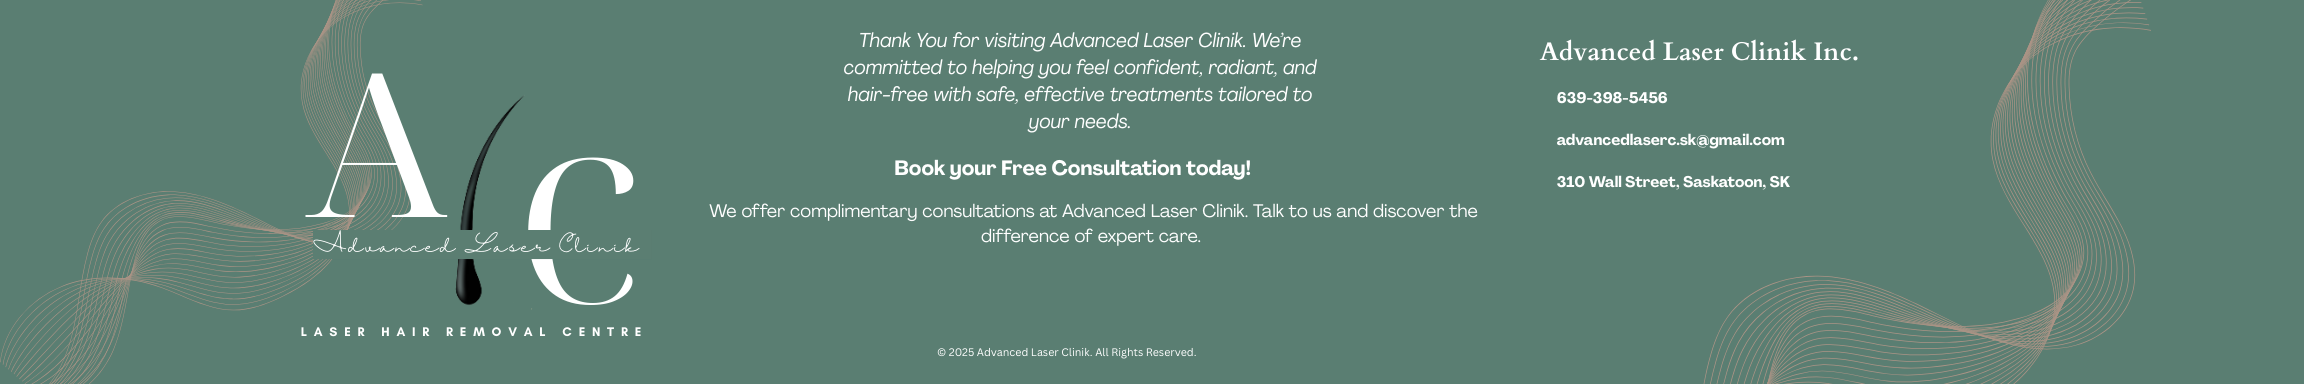 A C
Advanced Laser Clinik
LASER HAIR REMOVAL CENTRE
Thank You for visiting Advanced Laser Clinik. We’re
committed to helping you feel confident, radiant, and
hair-free with safe, effective treatments tailored to
your needs.
Book your Free Consultation today!
We offer complimentary consultations at Advanced Laser Clinik. Talk to us and discover the
difference of expert care.
© 2025 Advanced Laser Clinik. All Rights Reserved.
Advanced Laser Clinik Inc.
639-398-5456
advancedlaserc.sk@gmail.com
310 Wall Street, Saskatoon, SK